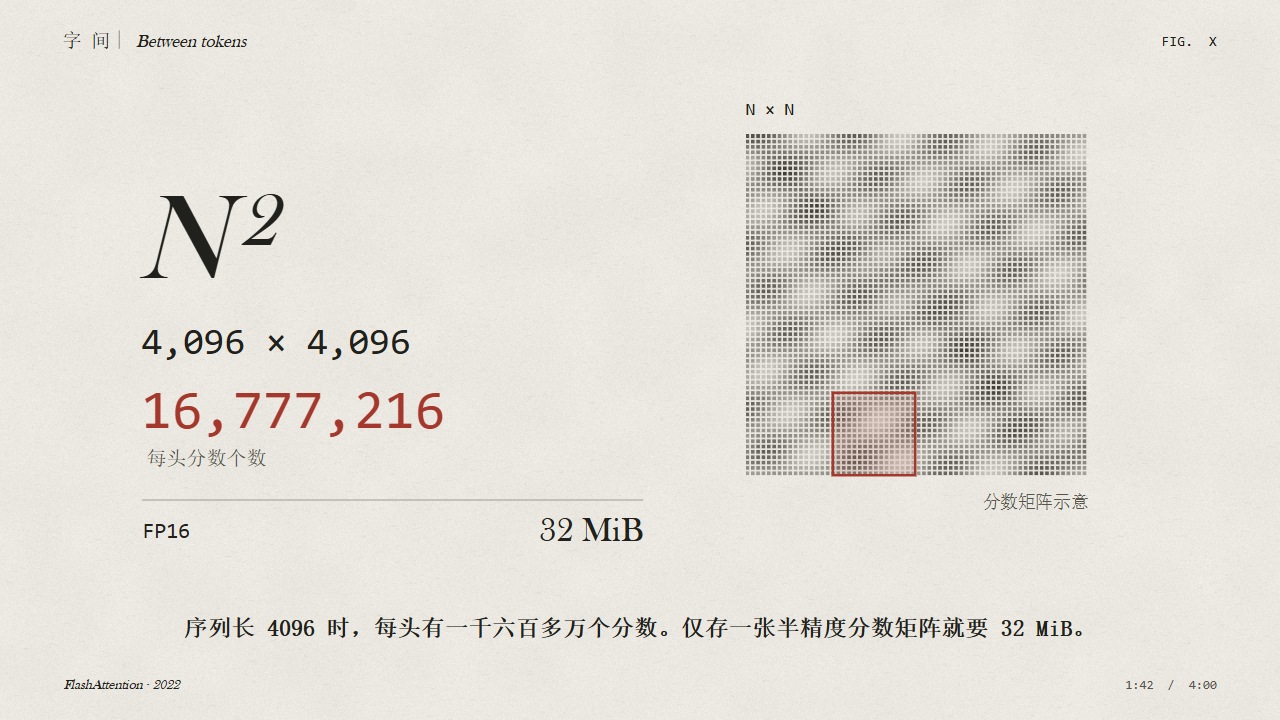 字 间 | Between tokens
FIG. X
N × N
N²
4,096 × 4,096
16,777,216
每头分数个数
FP16 32 MiB
分数矩阵示意
序列长 4096 时，每头有一千六百多万个分数。仅存一张半精度分数矩阵就要 32 MiB。
FlashAttention · 2022
1:42 / 4:00